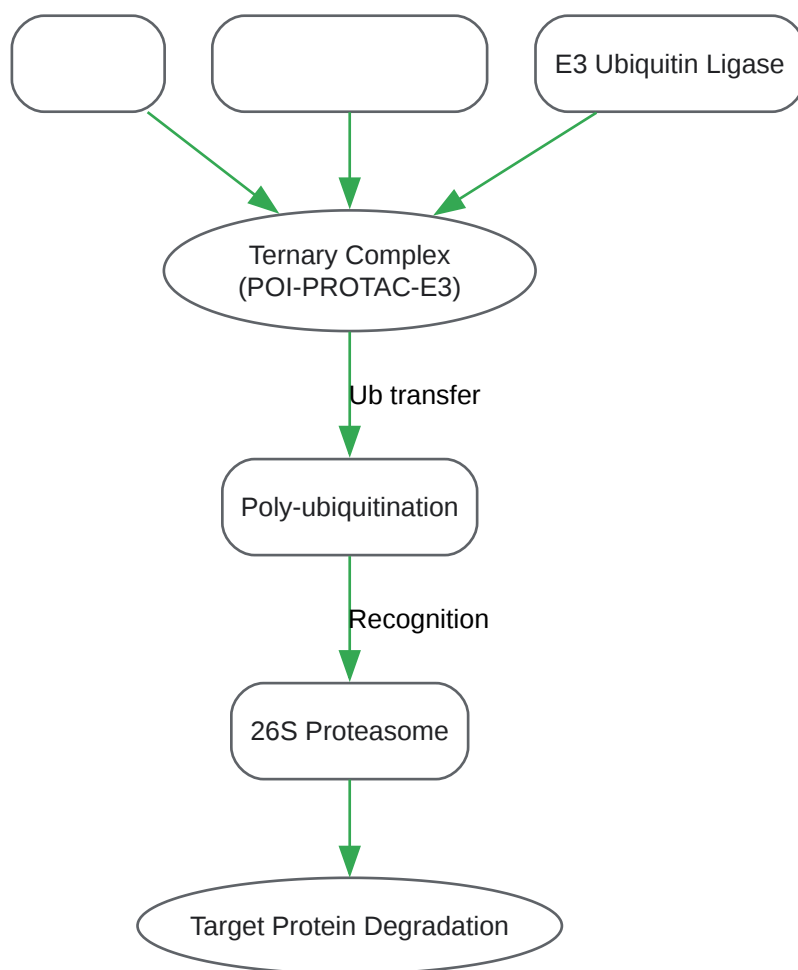 E3 Ubiquitin Ligase
Ternary Complex
(POI-PROTAC-E3)
Ub transfer
Poly-ubiquitination
Recognition
26S Proteasome
Target Protein Degradation